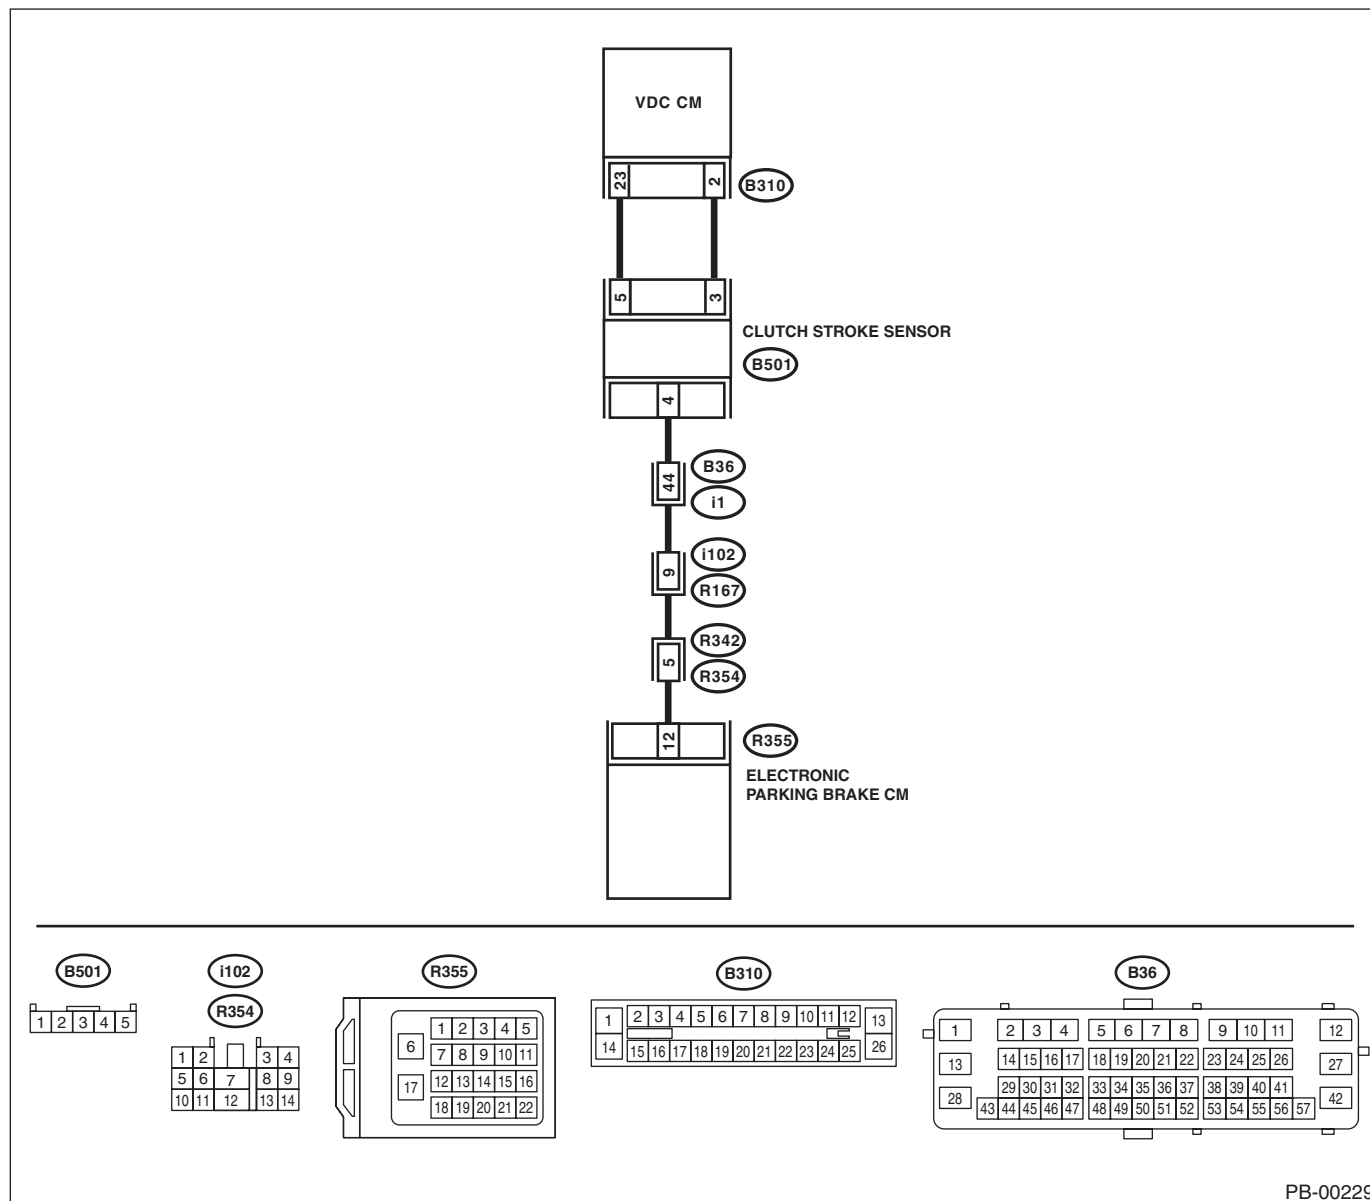 VDC CM
23 2
B310
5 3
CLUTCH STROKE SENSOR
B501
4
44
B36
i1
9
i102
R167
5
R342
R354
12
R355
ELECTRONIC
PARKING BRAKE CM
B501
1 2 3 4 5
i102
R354
1 2 3 4
5 6 7 8 9
10 11 12 13 14
R355
1 2 3 4 5
6
7 8 9 10 11
12 13 14 15 16
17
18 19 20 21 22
B310
1 2 3 4 5 6 7 8 9 10 11 12 13
14 15 16 17 18 19 20 21 22 23 24 25 26
B36
1 2 3 4 5 6 7 8 9 10 11 12
13 14 15 16 17 18 19 20 21 22 23 24 25 26 27
28 29 30 31 32 33 34 35 36 37 38 39 40 41 42
43 44 45 46 47 48 49 50 51 52 53 54 55 56 57
PB-00229